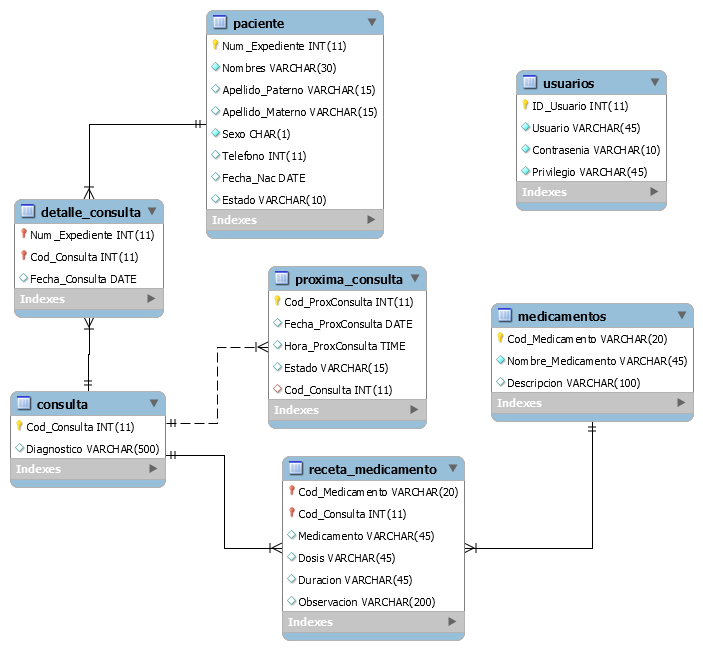 paciente
Num_Expediente INT(11)
Nombres VARCHAR(30)
Apellido_Paterno VARCHAR(15)
Apellido_Materno VARCHAR(15)
Sexo CHAR(1)
Telefono INT(11)
Fecha_Nac DATE
Estado VARCHAR(10)
Indexes
usuarios
ID_Usuario INT(11)
Usuario VARCHAR(45)
Contrasenia VARCHAR(10)
Privilegio VARCHAR(45)
Indexes
detalle_consulta
Num_Expediente INT(11)
Cod_Consulta INT(11)
Fecha_Consulta DATE
Indexes
proxima_consulta
Cod_ProxConsulta INT(11)
Fecha_ProxConsulta DATE
Hora_ProxConsulta TIME
Estado VARCHAR(15)
Cod_Consulta INT(11)
Indexes
medicamentos
Cod_Medicamento VARCHAR(20)
Nombre_Medicamento VARCHAR(45)
Descripcion VARCHAR(100)
Indexes
consulta
Cod_Consulta INT(11)
Diagnostico VARCHAR(500)
Indexes
receta_medicamento
Cod_Medicamento VARCHAR(20)
Cod_Consulta INT(11)
Medicamento VARCHAR(45)
Dosis VARCHAR(45)
Duracion VARCHAR(45)
Observacion VARCHAR(200)
Indexes